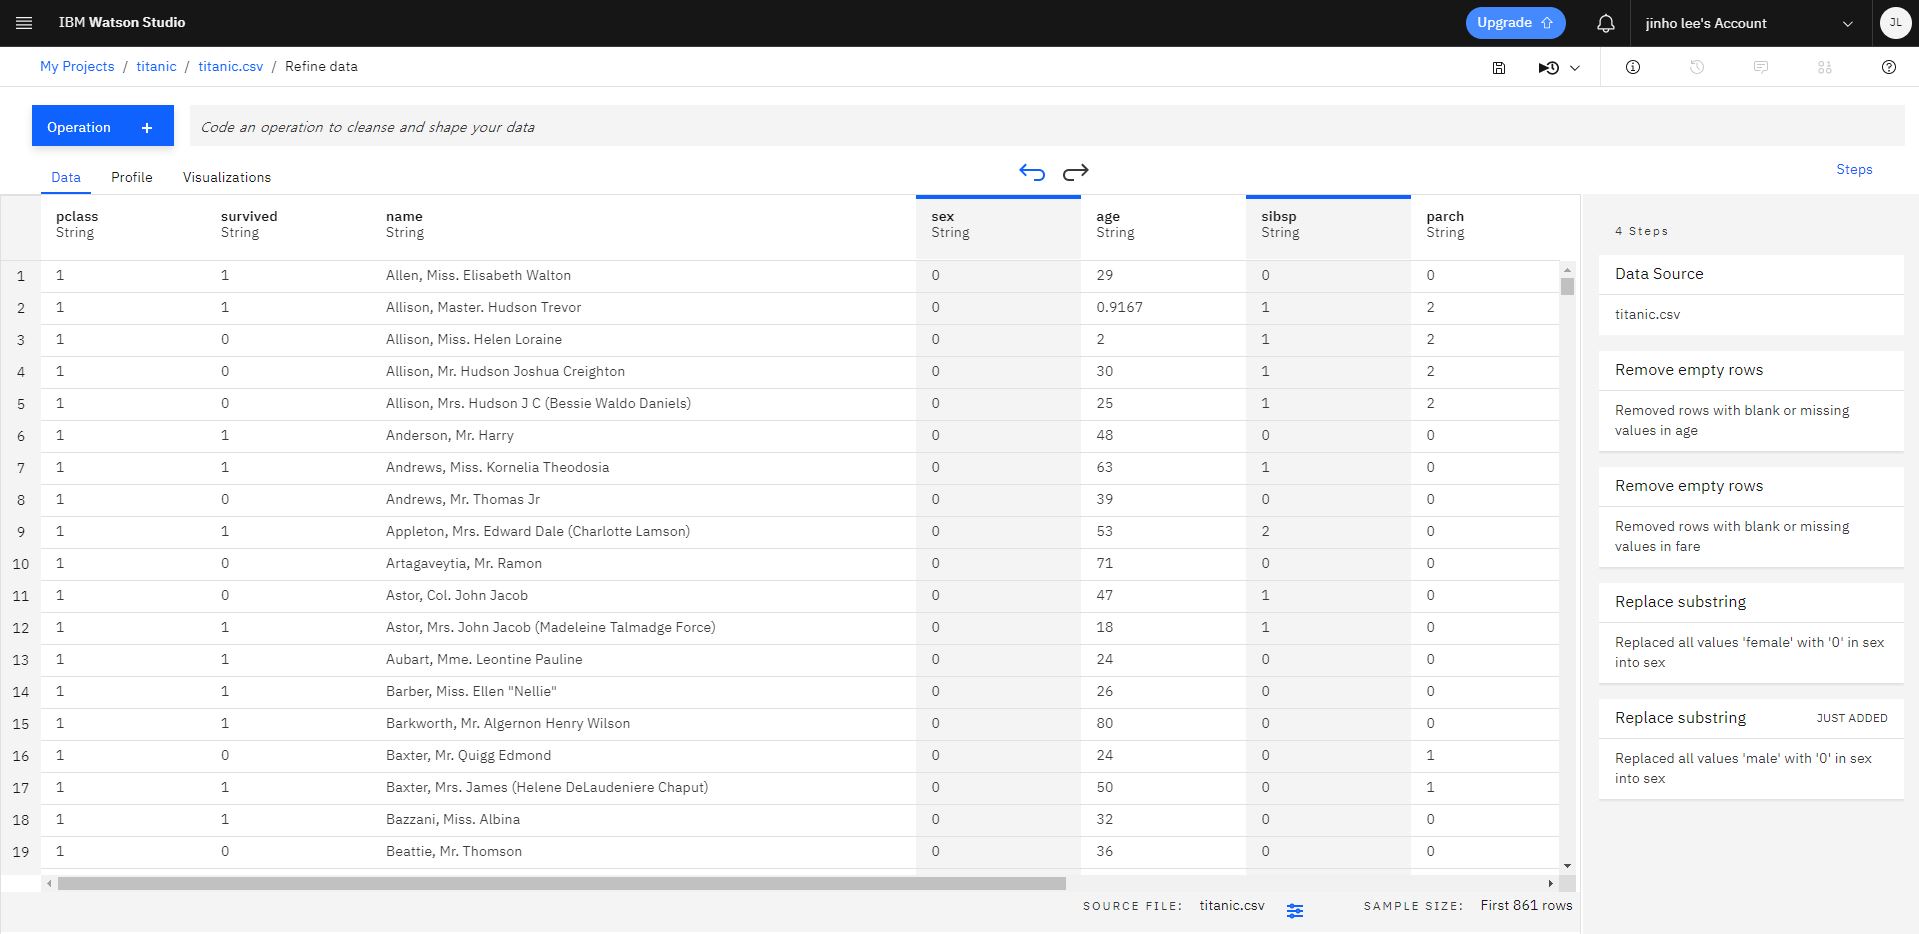 IBM Watson Studio
Upgrade
jinho lee's Account
JL
My Projects / titanic / titanic.csv / Refine data
Operation +
Code an operation to cleanse and shape your data
Data Profile Visualizations
Steps
pclass survived name sex age sibsp parch
String String String String String String String
1 1 1 Allen, Miss. Elisabeth Walton 0 29 0 0
2 1 1 Allison, Master. Hudson Trevor 0 0.9167 1 2
3 1 0 Allison, Miss. Helen Loraine 0 2 1 2
4 1 0 Allison, Mr. Hudson Joshua Creighton 0 30 1 2
5 1 0 Allison, Mrs. Hudson J C (Bessie Waldo Daniels) 0 25 1 2
6 1 1 Anderson, Mr. Harry 0 48 0 0
7 1 1 Andrews, Miss. Kornelia Theodosia 0 63 1 0
8 1 0 Andrews, Mr. Thomas Jr 0 39 0 0
9 1 1 Appleton, Mrs. Edward Dale (Charlotte Lamson) 0 53 2 0
10 1 0 Artagaveytia, Mr. Ramon 0 71 0 0
11 1 0 Astor, Col. John Jacob 0 47 1 0
12 1 1 Astor, Mrs. John Jacob (Madeleine Talmadge Force) 0 18 1 0
13 1 1 Aubart, Mme. Leontine Pauline 0 24 0 0
14 1 1 Barber, Miss. Ellen "Nellie" 0 26 0 0
15 1 1 Barkworth, Mr. Algernon Henry Wilson 0 80 0 0
16 1 0 Baxter, Mr. Quigg Edmond 0 24 0 1
17 1 1 Baxter, Mrs. James (Helene DeLaudeniere Chaput) 0 50 0 1
18 1 1 Bazzani, Miss. Albina 0 32 0 0
19 1 0 Beattie, Mr. Thomson 0 36 0 0
SOURCE FILE: titanic.csv SAMPLE SIZE: First 861 rows
4 Steps
Data Source
titanic.csv
Remove empty rows
Removed rows with blank or missing
values in age
Remove empty rows
Removed rows with blank or missing
values in fare
Replace substring
Replaced all values 'female' with '0' in sex
into sex
Replace substring JUST ADDED
Replaced all values 'male' with '0' in sex
into sex